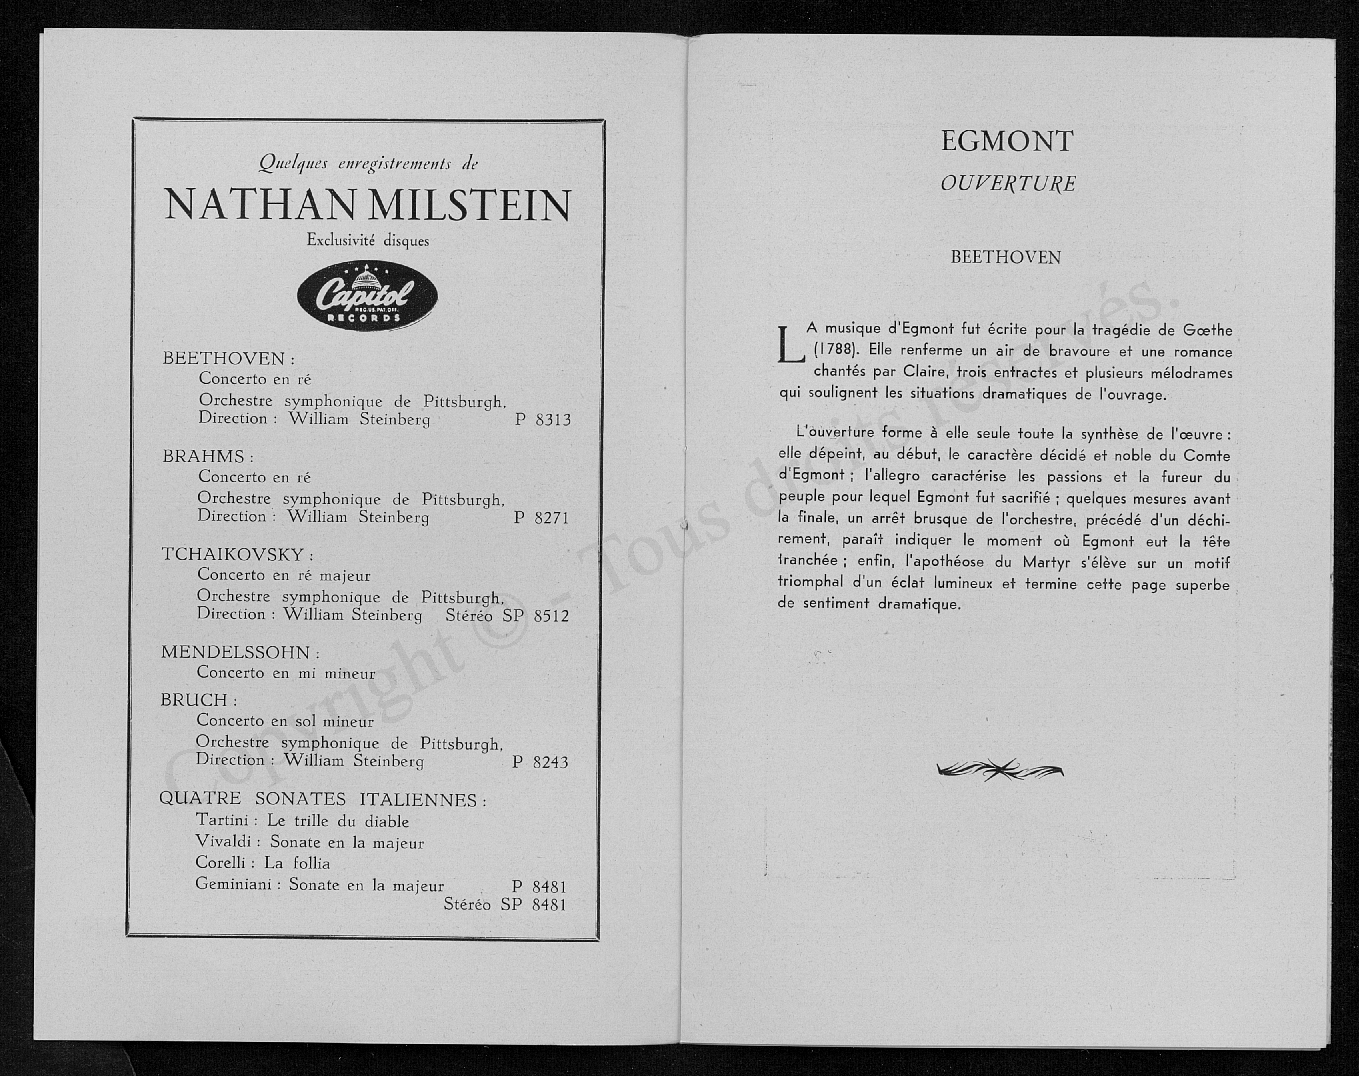 Quelques enregistrements de
NATHAN MILSTEIN
Exclusivité disques
Capitol
REG. U.S. PAT. OFF.
RECORDS
BEETHOVEN :
Concerto en ré
Orchestre symphonique de Pittsburgh,
Direction : William Steinberg P 8313
BRAHMS :
Concerto en ré
Orchestre symphonique de Pittsburgh,
Direction : William Steinberg P 8271
TCHAIKOVSKY :
Concerto en ré majeur
Orchestre symphonique de Pittsburgh,
Direction : William Steinberg Stéréo SP 8512
MENDELSSOHN :
Concerto en mi mineur
BRUCH :
Concerto en sol mineur
Orchestre symphonique de Pittsburgh,
Direction : William Steinberg P 8243
QUATRE SONATES ITALIENNES :
Tartini : Le trille du diable
Vivaldi : Sonate en la majeur
Corelli : La follia
Geminiani : Sonate en la majeur P 8481
Stéréo SP 8481
EGMONT
OUVERTURE
BEETHOVEN
LA musique d'Egmont fut écrite pour la tragédie de Gœthe
(1788). Elle renferme un air de bravoure et une romance
chantés par Claire, trois entractes et plusieurs mélodrames
qui soulignent les situations dramatiques de l'ouvrage.
L'ouverture forme à elle seule toute la synthèse de l'œuvre :
elle dépeint, au début, le caractère décidé et noble du Comte
d'Egmont ; l'allegro caractérise les passions et la fureur du
peuple pour lequel Egmont fut sacrifié ; quelques mesures avant
la finale, un arrêt brusque de l'orchestre, précédé d'un déchi-
rement, paraît indiquer le moment où Egmont eut la tête
tranchée ; enfin, l'apothéose du Martyr s'élève sur un motif
triomphal d'un éclat lumineux et termine cette page superbe
de sentiment dramatique.
Copyright © - Tous droits réservés.